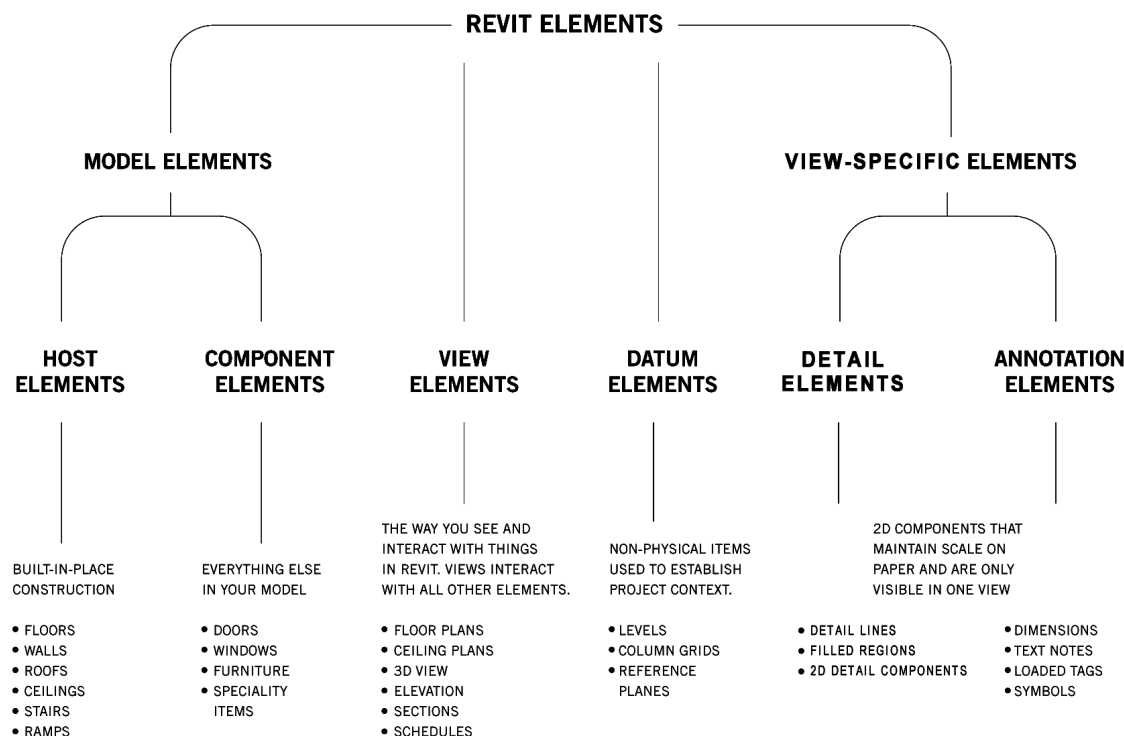 REVIT ELEMENTS
MODEL ELEMENTS
VIEW-SPECIFIC ELEMENTS
HOST
ELEMENTS
COMPONENT
ELEMENTS
VIEW
ELEMENTS
DATUM
ELEMENTS
DETAIL
ELEMENTS
ANNOTATION
ELEMENTS
BUILT-IN-PLACE
CONSTRUCTION
• FLOORS
• WALLS
• ROOFS
• CEILINGS
• STAIRS
• RAMPS
EVERYTHING ELSE
IN YOUR MODEL
• DOORS
• WINDOWS
• FURNITURE
• SPECIALITY
ITEMS
THE WAY YOU SEE AND
INTERACT WITH THINGS
IN REVIT. VIEWS INTERACT
WITH ALL OTHER ELEMENTS.
• FLOOR PLANS
• CEILING PLANS
• 3D VIEW
• ELEVATION
• SECTIONS
• SCHEDULES
NON-PHYSICAL ITEMS
USED TO ESTABLISH
PROJECT CONTEXT.
• LEVELS
• COLUMN GRIDS
• REFERENCE
PLANES
2D COMPONENTS THAT
MAINTAIN SCALE ON
PAPER AND ARE ONLY
VISIBLE IN ONE VIEW
• DETAIL LINES
• FILLED REGIONS
• 2D DETAIL COMPONENTS
• DIMENSIONS
• TEXT NOTES
• LOADED TAGS
• SYMBOLS